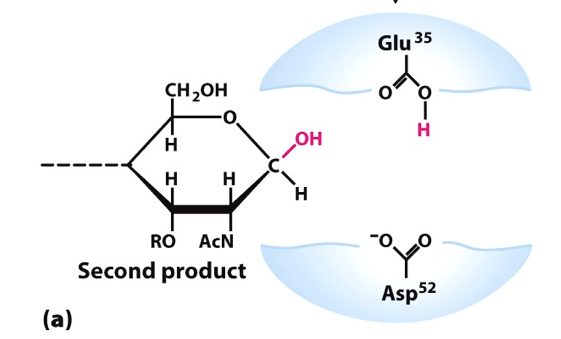 Glu³⁵
CH₂OH
O
O
O
H
OH
H
C
H
H
H
RO
AcN
⁻O
O
Second product
Asp⁵²
(a)